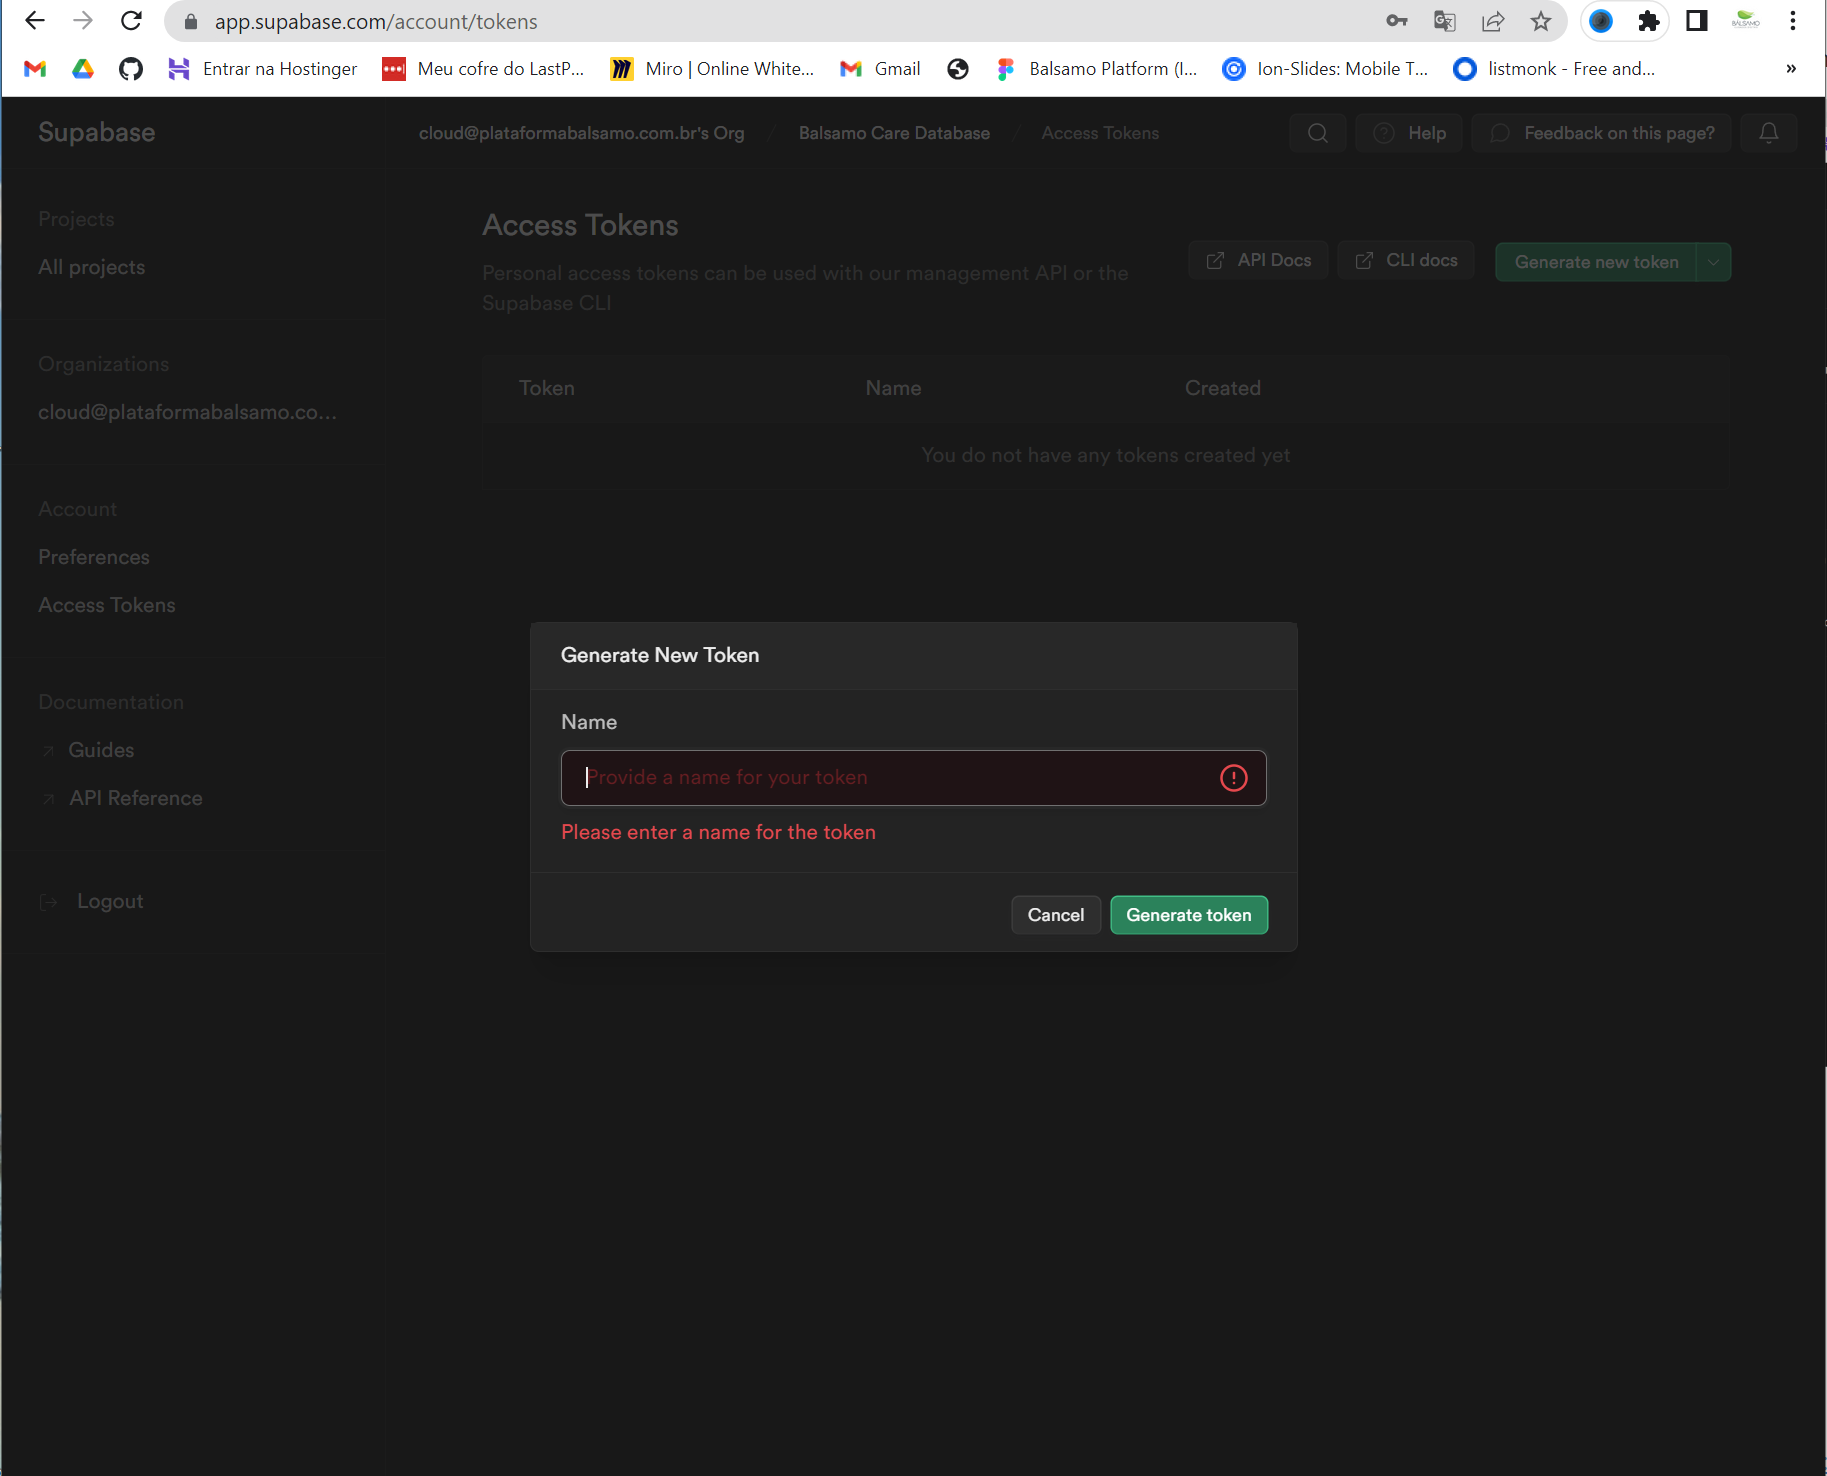 app.supabase.com/account/tokens
Entrar na Hostinger
Meu cofre do LastP...
Miro | Online White...
Gmail
Balsamo Platform (I...
Ion-Slides: Mobile T...
listmonk - Free and...
»
BALSAMO
Supabase
cloud@plataformabalsamo.com.br's Org / Balsamo Care Database / Access Tokens
Help
Feedback on this page?
Projects
All projects
Organizations
cloud@plataformabalsamo.co...
Account
Preferences
Access Tokens
Documentation
Guides
API Reference
Logout
Access Tokens
Personal access tokens can be used with our management API or the
Supabase CLI
API Docs
CLI docs
Generate new token
Token Name Created
You do not have any tokens created yet
Generate New Token
Name
Provide a name for your token
Please enter a name for the token
Cancel
Generate token